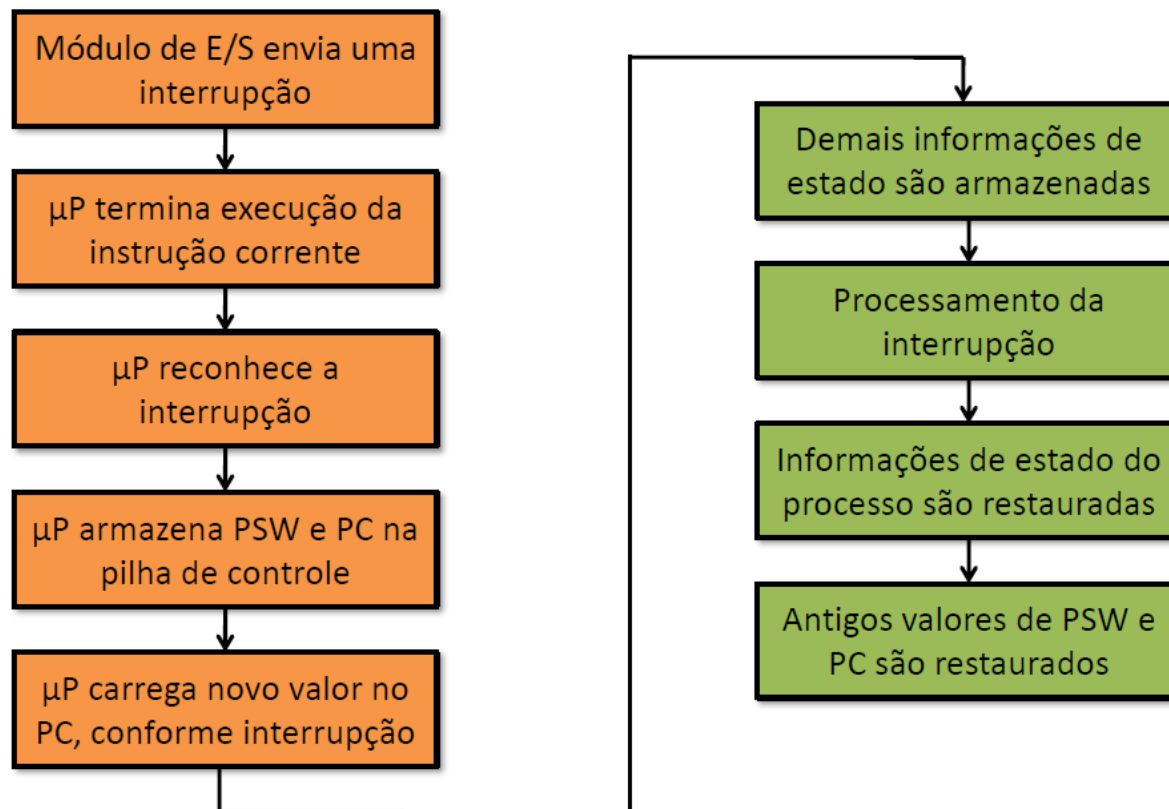 Módulo de E/S envia uma
interrupção
µP termina execução da
instrução corrente
µP reconhece a
interrupção
µP armazena PSW e PC na
pilha de controle
µP carrega novo valor no
PC, conforme interrupção
Demais informações de
estado são armazenadas
Processamento da
interrupção
Informações de estado do
processo são restauradas
Antigos valores de PSW e
PC são restaurados